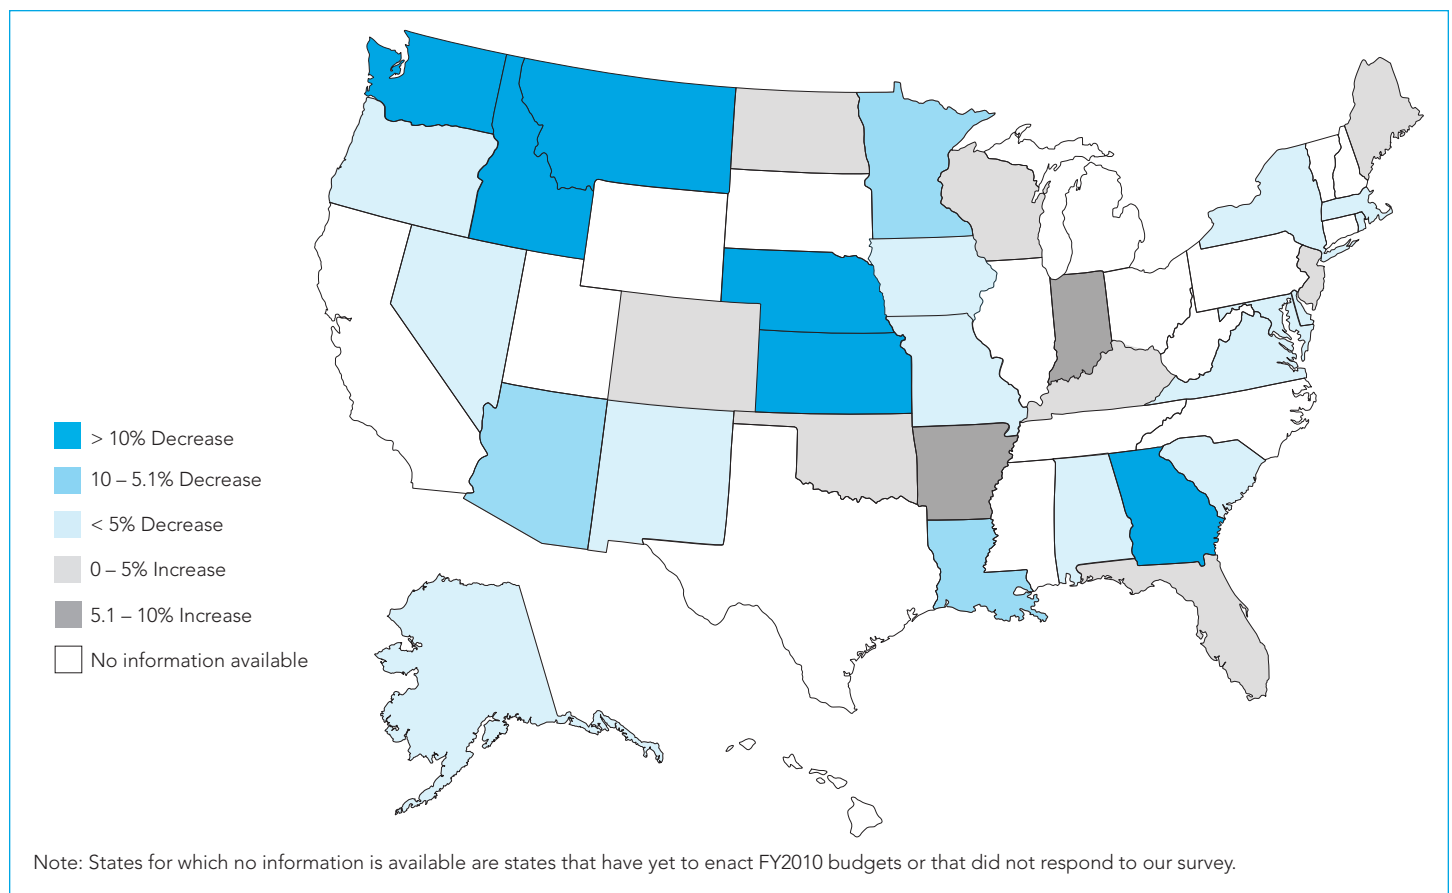 > 10% Decrease
10 – 5.1% Decrease
< 5% Decrease
0 – 5% Increase
5.1 – 10% Increase
No information available
Note: States for which no information is available are states that have yet to enact FY2010 budgets or that did not respond to our survey.